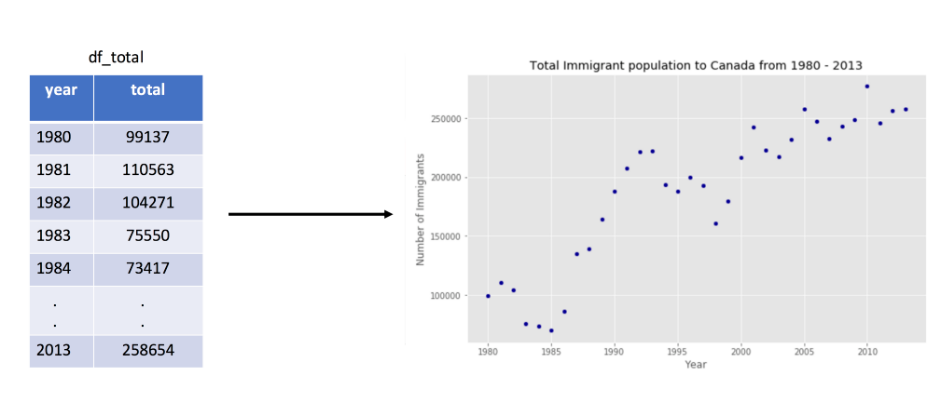 df_total
year total
1980 99137
1981 110563
1982 104271
1983 75550
1984 73417
. .
. .
2013 258654
Total Immigrant population to Canada from 1980 - 2013
Number of Immigrants
250000
200000
150000
100000
1980 1985 1990 1995 2000 2005 2010
Year